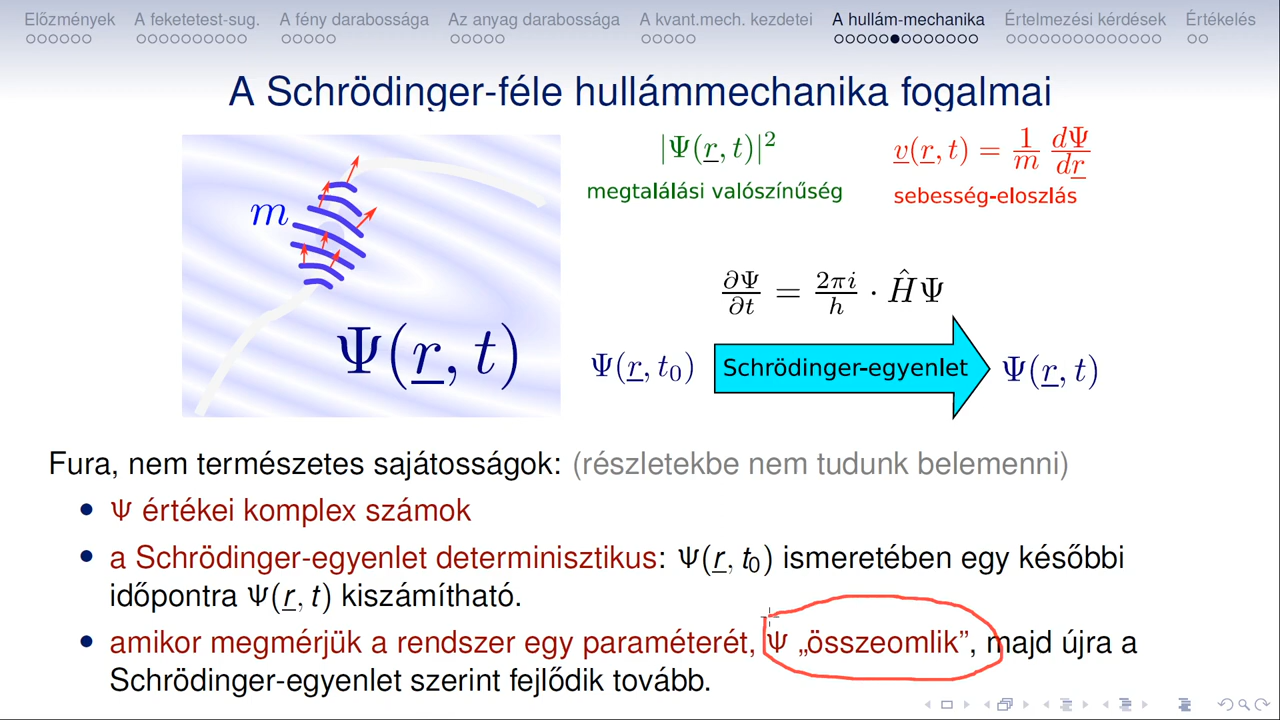 Előzmények A feketetest-sug. A fény darabossága Az anyag darabossága A kvant.mech. kezdetei A hullám-mechanika Értelmezési kérdések Értékelés
A Schrödinger-féle hullámmechanika fogalmai
m
Ψ(r, t)
|Ψ(r, t)|²
megtalálási valószínűség
v(r, t) = 1/m dΨ/dr
sebesség-eloszlás
∂Ψ/∂t = 2πi/h · ĤΨ
Ψ(r, t₀) Schrödinger-egyenlet Ψ(r, t)
Fura, nem természetes sajátosságok: (részletekbe nem tudunk belemenni)
• Ψ értékei komplex számok
• a Schrödinger-egyenlet determinisztikus: Ψ(r, t₀) ismeretében egy későbbi
időpontra Ψ(r, t) kiszámítható.
• amikor megmérjük a rendszer egy paraméterét, Ψ „összeomlik”, majd újra a
Schrödinger-egyenlet szerint fejlődik tovább.